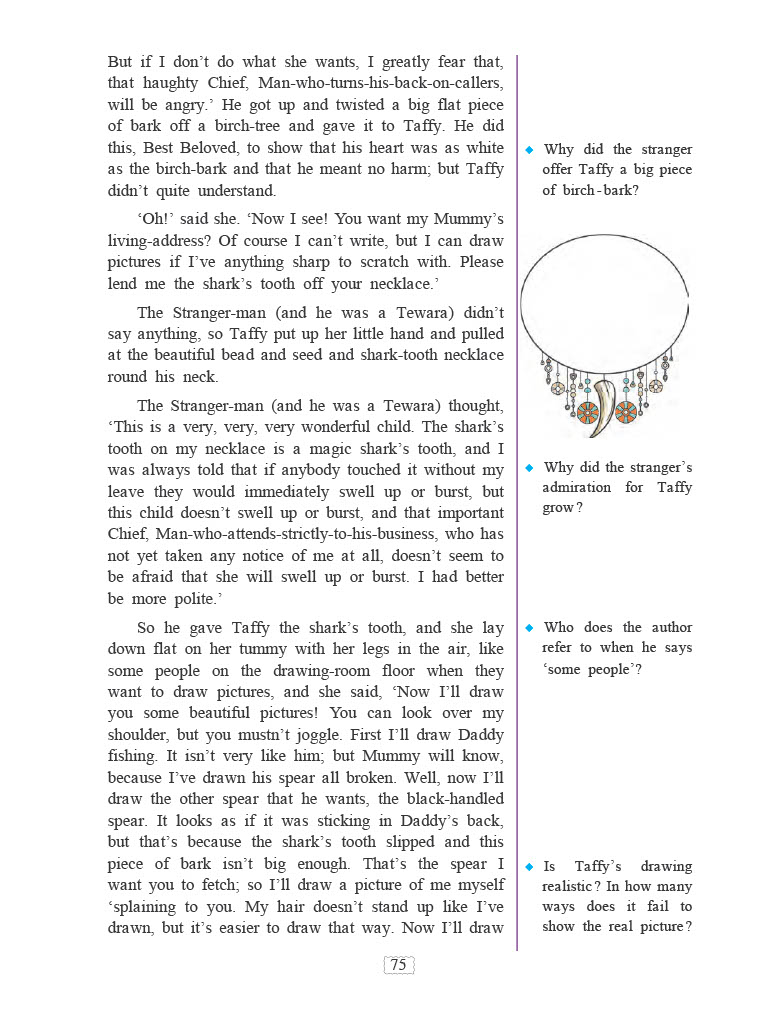 But if I don’t do what she wants, I greatly fear that,
that haughty Chief, Man-who-turns-his-back-on-callers,
will be angry.’ He got up and twisted a big flat piece
of bark off a birch-tree and gave it to Taffy. He did
this, Best Beloved, to show that his heart was as white
as the birch-bark and that he meant no harm; but Taffy
didn’t quite understand.
‘Oh!’ said she. ‘Now I see! You want my Mummy’s
living-address? Of course I can’t write, but I can draw
pictures if I’ve anything sharp to scratch with. Please
lend me the shark’s tooth off your necklace.’
The Stranger-man (and he was a Tewara) didn’t
say anything, so Taffy put up her little hand and pulled
at the beautiful bead and seed and shark-tooth necklace
round his neck.
The Stranger-man (and he was a Tewara) thought,
‘This is a very, very, very wonderful child. The shark’s
tooth on my necklace is a magic shark’s tooth, and I
was always told that if anybody touched it without my
leave they would immediately swell up or burst, but
this child doesn’t swell up or burst, and that important
Chief, Man-who-attends-strictly-to-his-business, who has
not yet taken any notice of me at all, doesn’t seem to
be afraid that she will swell up or burst. I had better
be more polite.’
So he gave Taffy the shark’s tooth, and she lay
down flat on her tummy with her legs in the air, like
some people on the drawing-room floor when they
want to draw pictures, and she said, ‘Now I’ll draw
you some beautiful pictures! You can look over my
shoulder, but you mustn’t joggle. First I’ll draw Daddy
fishing. It isn’t very like him; but Mummy will know,
because I’ve drawn his spear all broken. Well, now I’ll
draw the other spear that he wants, the black-handled
spear. It looks as if it was sticking in Daddy’s back,
but that’s because the shark’s tooth slipped and this
piece of bark isn’t big enough. That’s the spear I
want you to fetch; so I’ll draw a picture of me myself
‘splaining to you. My hair doesn’t stand up like I’ve
drawn, but it’s easier to draw that way. Now I’ll draw
◆ Why did the stranger
offer Taffy a big piece
of birch-bark?
◆ Why did the stranger’s
admiration for Taffy
grow?
◆ Who does the author
refer to when he says
‘some people’?
◆ Is Taffy’s drawing
realistic? In how many
ways does it fail to
show the real picture?
75